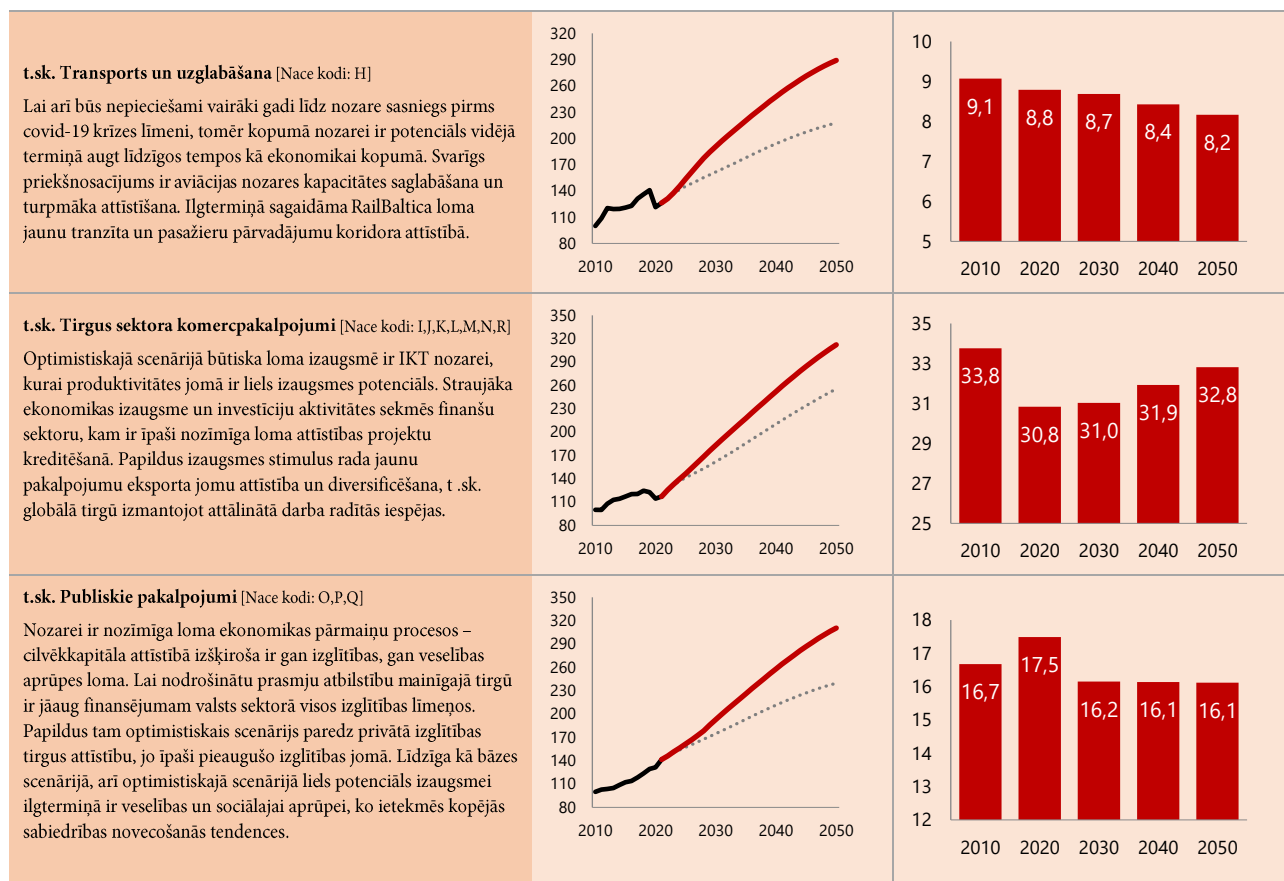 t.sk. Transports un uzglabāšana [Nace kodi: H]
Lai arī būs nepieciešami vairāki gadi līdz nozare sasniegs pirms
covid-19 krīzes līmeni, tomēr kopumā nozarei ir potenciāls vidējā
termiņā augt līdzīgos tempos kā ekonomikai kopumā. Svarīgs
priekšnosacījums ir aviācijas nozares kapacitātes saglabāšana un
turpmāka attīstīšana. Ilgtermiņā sagaidāma RailBaltica loma
jaunu tranzīta un pasažieru pārvadājumu koridora attīstībā.
320
290
260
230
200
170
140
110
80
2010 2020 2030 2040 2050
10
9
8
7
6
5
9,1 8,8 8,7 8,4 8,2
2010 2020 2030 2040 2050
t.sk. Tirgus sektora komercpakalpojumi [Nace kodi: I,J,K,L,M,N,R]
Optimistiskajā scenārijā būtiska loma izaugsmē ir IKT nozarei,
kurai produktivitātes jomā ir liels izaugsmes potenciāls. Straujāka
ekonomikas izaugsme un investīciju aktivitātes sekmēs finanšu
sektoru, kam ir īpaši nozīmīga loma attīstības projektu
kreditēšanā. Papildus izaugsmes stimulus rada jaunu
pakalpojumu eksporta jomu attīstība un diversificēšana, t .sk.
globālā tirgū izmantojot attālinātā darba radītās iespējas.
350
320
290
260
230
200
170
140
110
80
2010 2020 2030 2040 2050
35
33
31
29
27
25
33,8 30,8 31,0 31,9 32,8
2010 2020 2030 2040 2050
t.sk. Publiskie pakalpojumi [Nace kodi: O,P,Q]
Nozarei ir nozīmīga loma ekonomikas pārmaiņu procesos –
cilvēkkapitāla attīstībā izšķiroša ir gan izglītības, gan veselības
aprūpes loma. Lai nodrošinātu prasmju atbilstību mainīgajā tirgū
ir jāaug finansējumam valsts sektorā visos izglītības līmeņos.
Papildus tam optimistiskais scenārijs paredz privātā izglītības
tirgus attīstību, jo īpaši pieaugušo izglītības jomā. Līdzīga kā bāzes
scenārijā, arī optimistiskajā scenārijā liels potenciāls izaugsmei
ilgtermiņā ir veselības un sociālajai aprūpei, ko ietekmēs kopējās
sabiedrības novecošanās tendences.
350
320
290
260
230
200
170
140
110
80
2010 2020 2030 2040 2050
18
17
16
15
14
13
12
16,7 17,5 16,2 16,1 16,1
2010 2020 2030 2040 2050